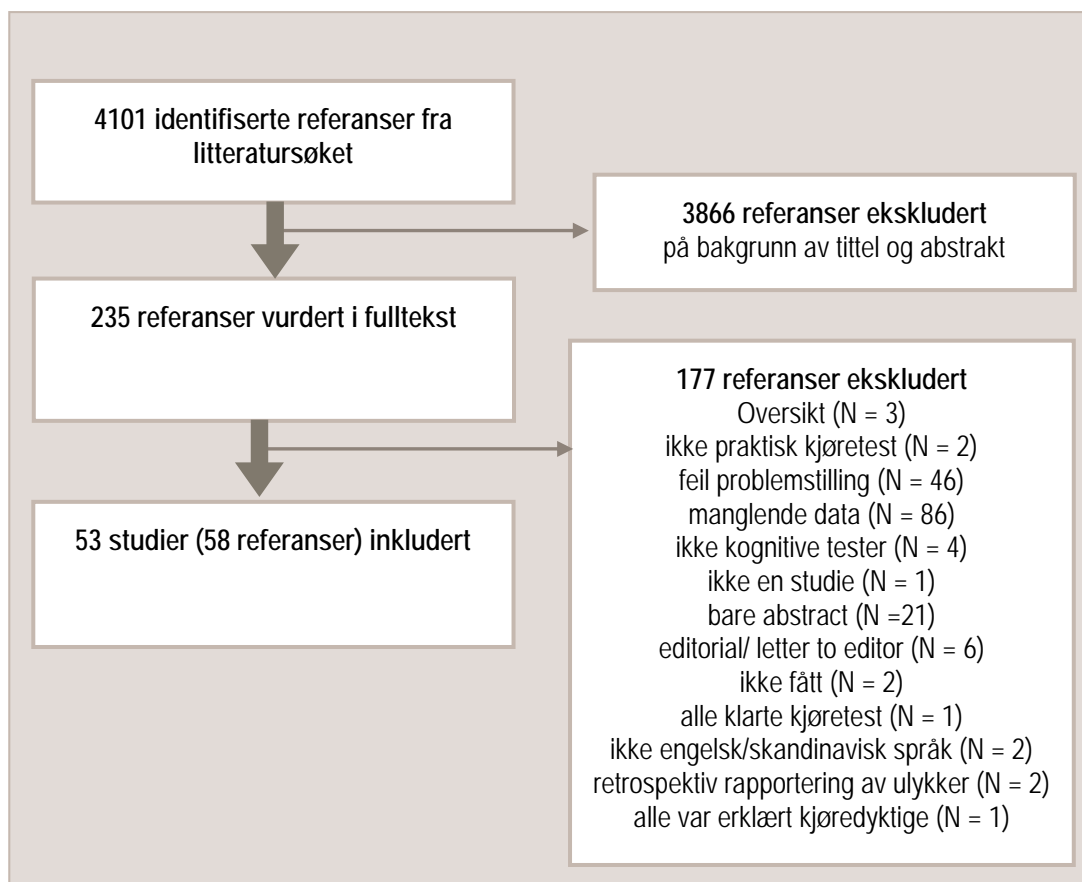 4101 identifiserte referanser fra
litteratursøket
3866 referanser ekskludert
på bakgrunn av tittel og abstrakt
235 referanser vurdert i fulltekst
177 referanser ekskludert
Oversikt (N = 3)
ikke praktisk kjøretest (N = 2)
feil problemstilling (N = 46)
manglende data (N = 86)
ikke kognitive tester (N = 4)
ikke en studie (N = 1)
bare abstract (N =21)
editorial/ letter to editor (N = 6)
ikke fått (N = 2)
alle klarte kjøretest (N = 1)
ikke engelsk/skandinavisk språk (N = 2)
retrospektiv rapportering av ulykker (N = 2)
alle var erklært kjøredyktige (N = 1)
53 studier (58 referanser) inkludert